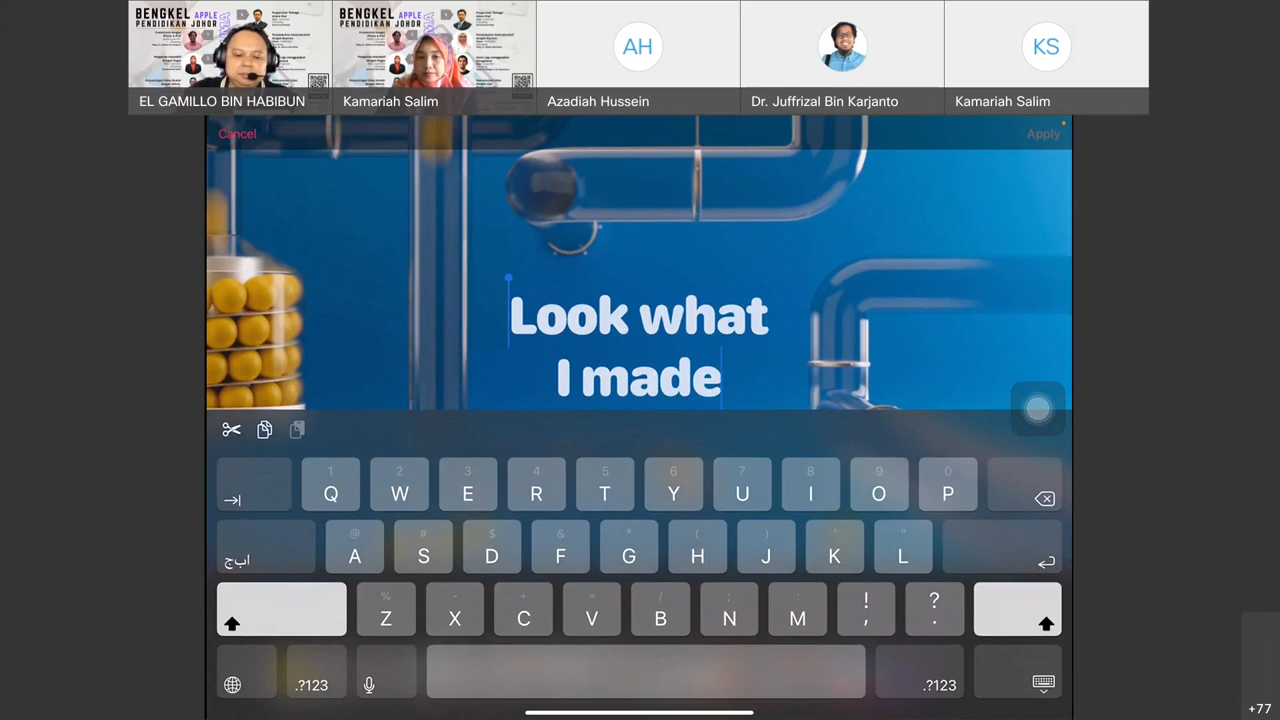 BENGKEL APPLE
PENDIDIKAN JOHOR
BENGKEL APPLE
PENDIDIKAN JOHOR
AH
KS
EL GAMILLO BIN HABIBUN
Kamariah Salim
Azadiah Hussein
Dr. Juffrizal Bin Karjanto
Kamariah Salim
Cancel
Apply
Look what
I made
1 2 3 4 5 6 7 8 9 0
Q W E R T Y U I O P
@ # $ & * ( ) ' "
A S D F G H J K L
ا ب ج
% - + = / ; : ! ?
Z X C V B N M , .
.?123
.?123
+77